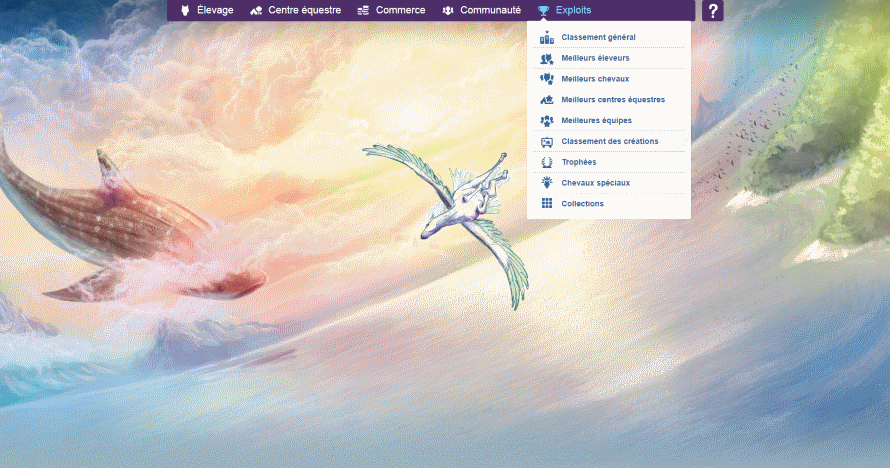 Élevage
Centre équestre
Commerce
Communauté
Exploits
?
Classement général
Meilleurs éleveurs
Meilleurs chevaux
Meilleurs centres équestres
Meilleures équipes
Classement des créations
Trophées
Chevaux spéciaux
Collections